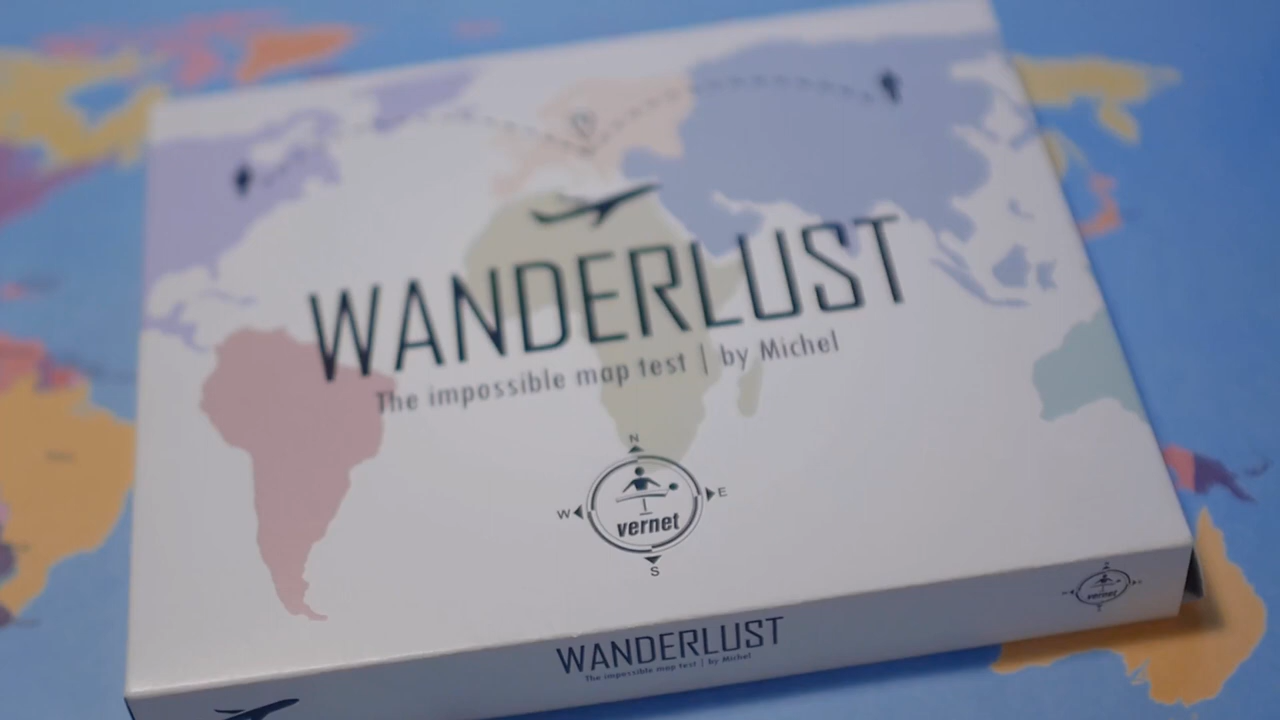 WANDERLUST
The impossible map test | by Michel
N
W E
vernet
S
WANDERLUST
The impossible map test | by Michel
vernet